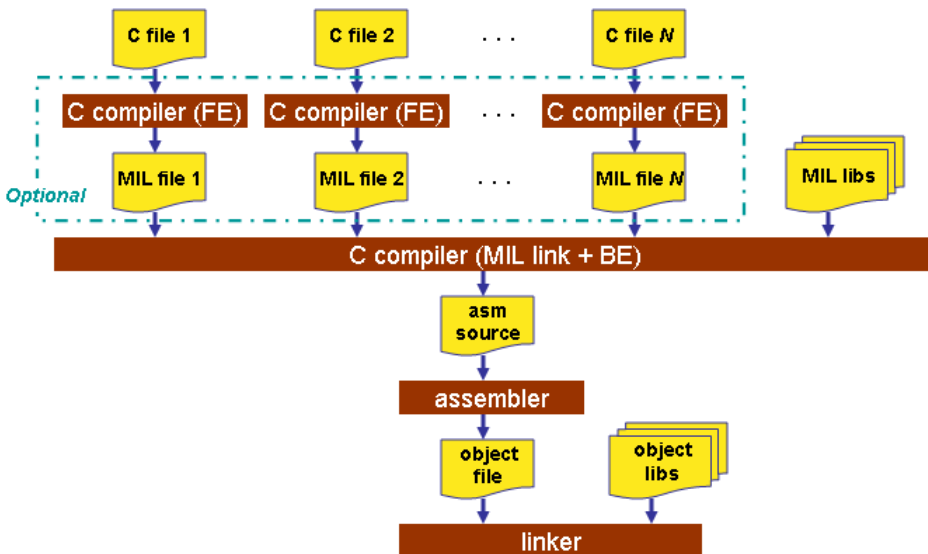 C file 1
C file 2
. . .
C file N
C compiler (FE)
C compiler (FE)
. . .
C compiler (FE)
Optional
MIL file 1
MIL file 2
. . .
MIL file N
MIL libs
C compiler (MIL link + BE)
asm
source
assembler
object
file
object
libs
linker